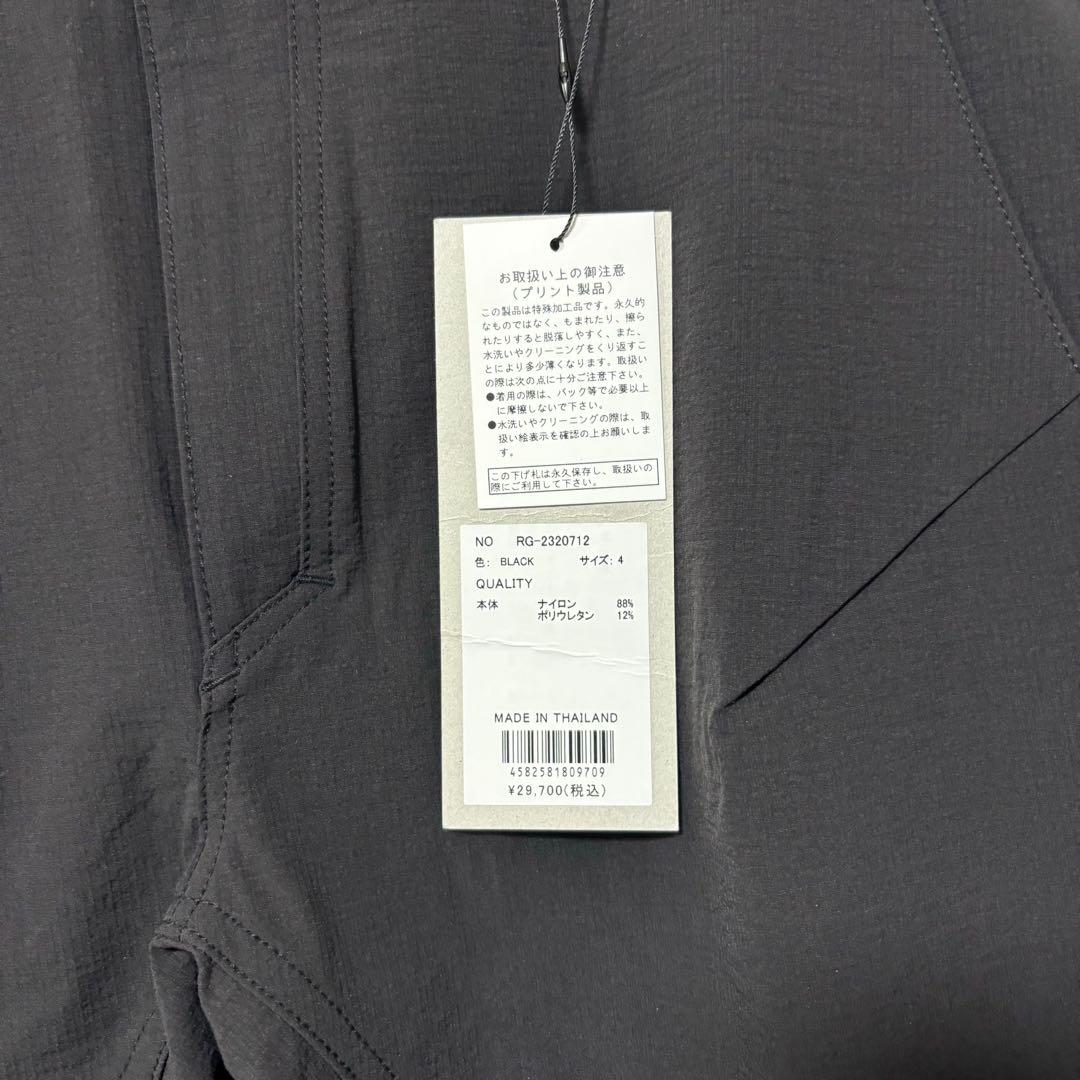 お取扱い上の御注意
（プリント製品）
この製品は特殊加工品です。永久的
なものではなく、もまれたり、擦ら
れたりすると脱落しやすく、また、
水洗いやクリーニングをくり返すこ
とにより多少薄くなります。取扱い
の際は次の点に十分ご注意下さい。
●着用の際は、バック等で必要以上
に摩擦しないで下さい。
●水洗いやクリーニングの際は、取
扱い絵表示を確認の上お願いしま
す。
この下げ札は永久保存し、取扱いの
際にご利用して下さい。
NO RG-2320712
色: BLACK サイズ: 4
QUALITY
本体 ナイロン 88%
ポリウレタン 12%
MADE IN THAILAND
4582581809709
¥29,700(税込)